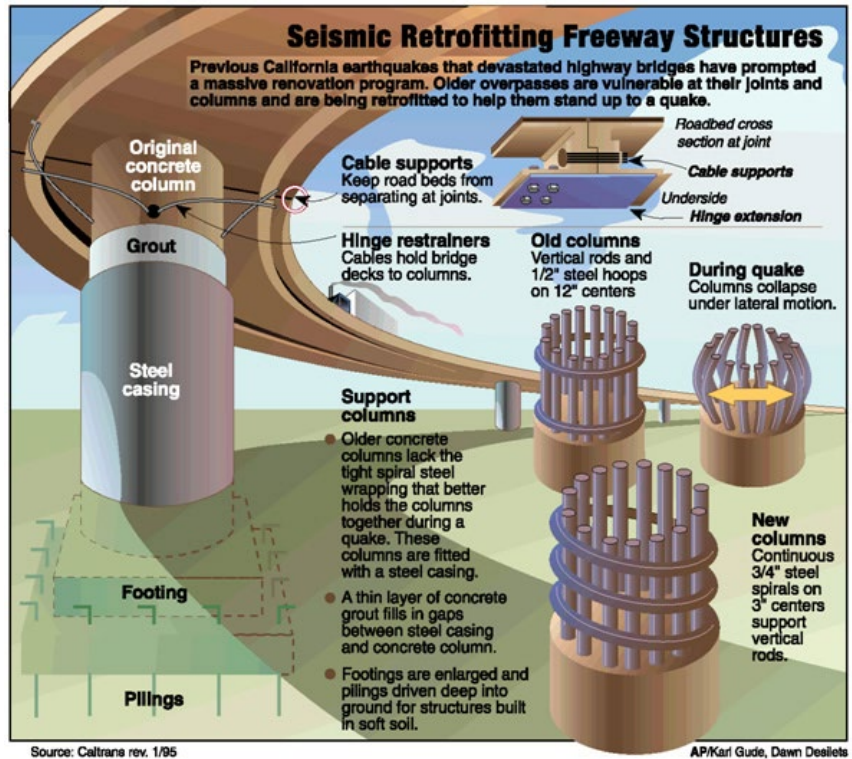 Seismic Retrofitting Freeway Structures
Previous California earthquakes that devastated highway bridges have prompted
a massive renovation program. Older overpasses are vulnerable at their joints and
columns and are being retrofitted to help them stand up to a quake.
Original
concrete
column
Grout
Steel
casing
Footing
Pilings
Cable supports
Keep road beds from
separating at joints.
Hinge restrainers
Cables hold bridge
decks to columns.
Roadbed cross
section at joint
Cable supports
Underside
Hinge extension
Old columns
Vertical rods and
1/2" steel hoops
on 12" centers
During quake
Columns collapse
under lateral motion.
Support
columns
● Older concrete
columns lack the
tight spiral steel
wrapping that better
holds the columns
together during a
quake. These
columns are fitted
with a steel casing.
● A thin layer of concrete
grout fills in gaps
between steel casing
and concrete column.
● Footings are enlarged and
pilings driven deep into
ground for structures built
in soft soil.
New
columns
Continuous
3/4" steel
spirals on
3" centers
support
vertical
rods.
Source: Caltrans rev. 1/95
AP/Karl Gude, Dawn Desilets